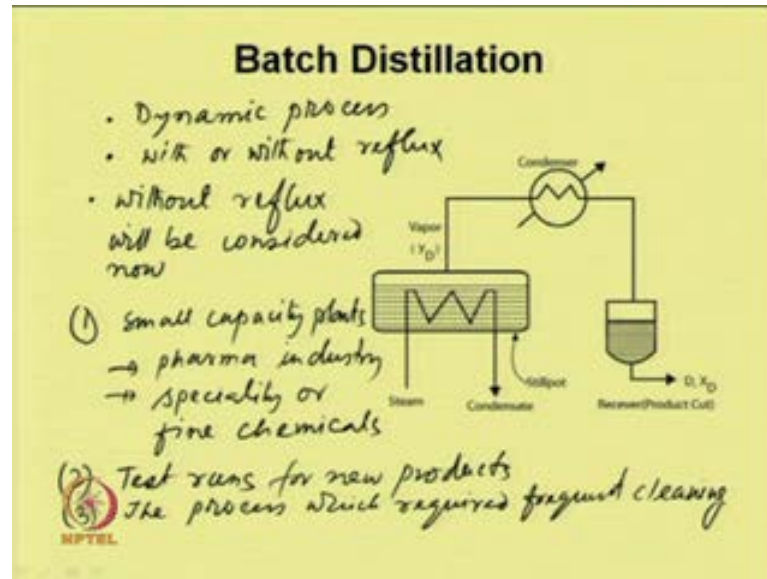 Batch Distillation
• Dynamic process
• with or without reflux
• without reflux
will be considered
now
(1) small capacity plants
→ pharma industry
→ speciality or
fine chemicals
(2) Test runs for new products
(3) The process which required frequent cleaning
Condenser
Vapor
(Y_D)
Stillpot
Steam
Condensate
D, X_D
Receiver(Product Cut)
NPTEL